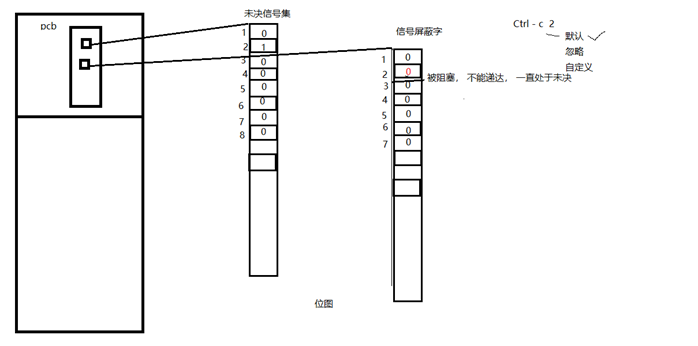 pcb
未决信号集
1 0
2 1
3 0
4 0
5 0
6 0
7 0
8 0
信号屏蔽字
1 0
2 0
3 0
4 0
5 0
6 0
7 0
被阻塞，不能递达，一直处于未决
Ctrl - c 2
默认
忽略
自定义
位图